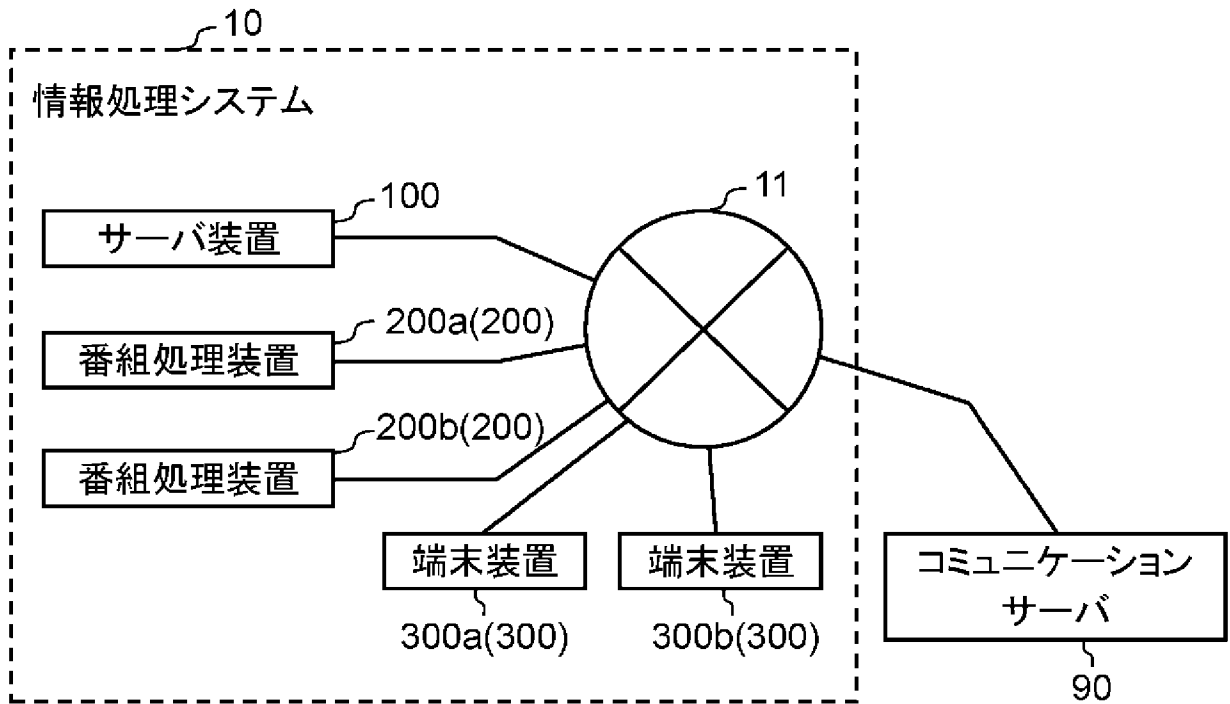 10
情報処理システム
11
100
サーバ装置
200a(200)
番組処理装置
200b(200)
番組処理装置
端末装置
端末装置
300a(300)
300b(300)
コミュニケーション
サーバ
90